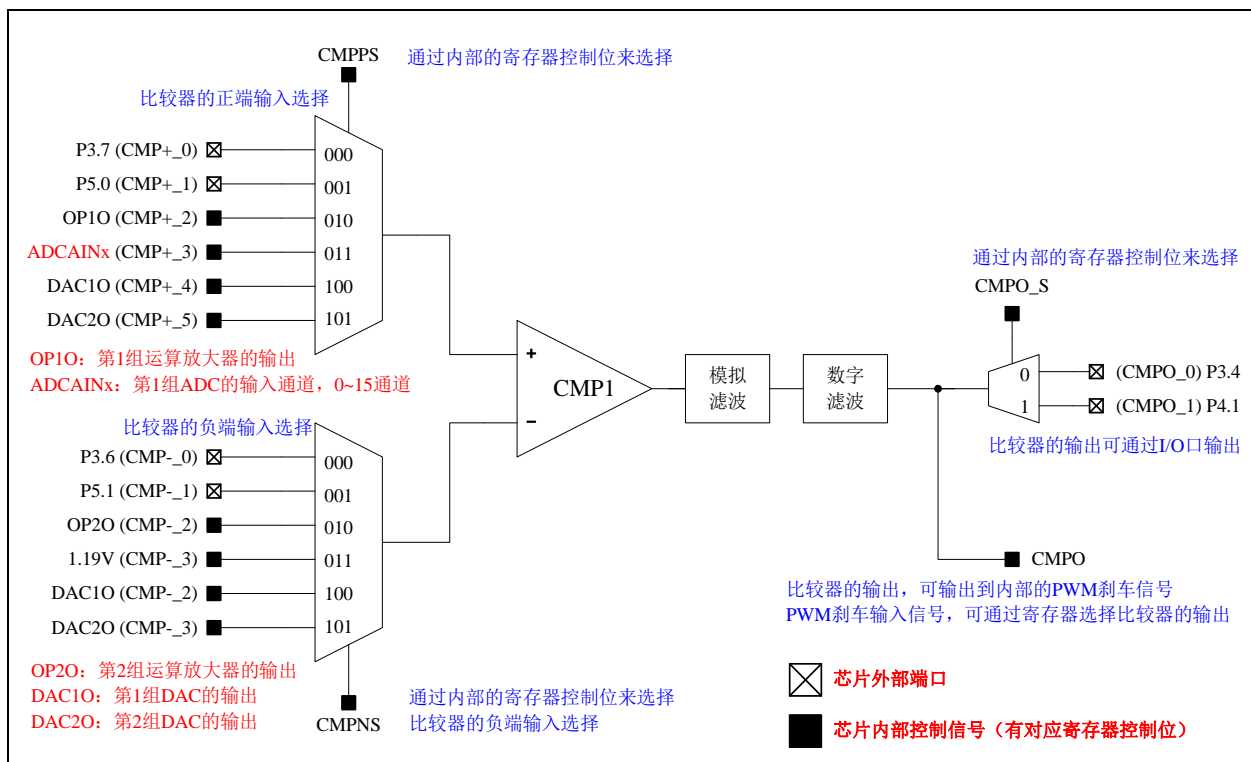 CMPPS
通过内部的寄存器控制位来选择
比较器的正端输入选择
P3.7 (CMP+_0)
000
P5.0 (CMP+_1)
001
OP1O (CMP+_2)
010
ADCAINx (CMP+_3)
011
DAC1O (CMP+_4)
100
DAC2O (CMP+_5)
101
OP1O：第1组运算放大器的输出
ADCAINx：第1组ADC的输入通道，0~15通道
比较器的负端输入选择
P3.6 (CMP-_0)
000
P5.1 (CMP-_1)
001
OP2O (CMP-_2)
010
1.19V (CMP-_3)
011
DAC1O (CMP-_2)
100
DAC2O (CMP-_3)
101
OP2O：第2组运算放大器的输出
DAC1O：第1组DAC的输出
DAC2O：第2组DAC的输出
CMPNS
通过内部的寄存器控制位来选择
比较器的负端输入选择
+
CMP1
−
模拟
滤波
数字
滤波
通过内部的寄存器控制位来选择
CMPO_S
0
(CMPO_0) P3.4
1
(CMPO_1) P4.1
比较器的输出可通过I/O口输出
CMPO
比较器的输出，可输出到内部的PWM刹车信号
PWM刹车输入信号，可通过寄存器选择比较器的输出
芯片外部端口
芯片内部控制信号（有对应寄存器控制位）